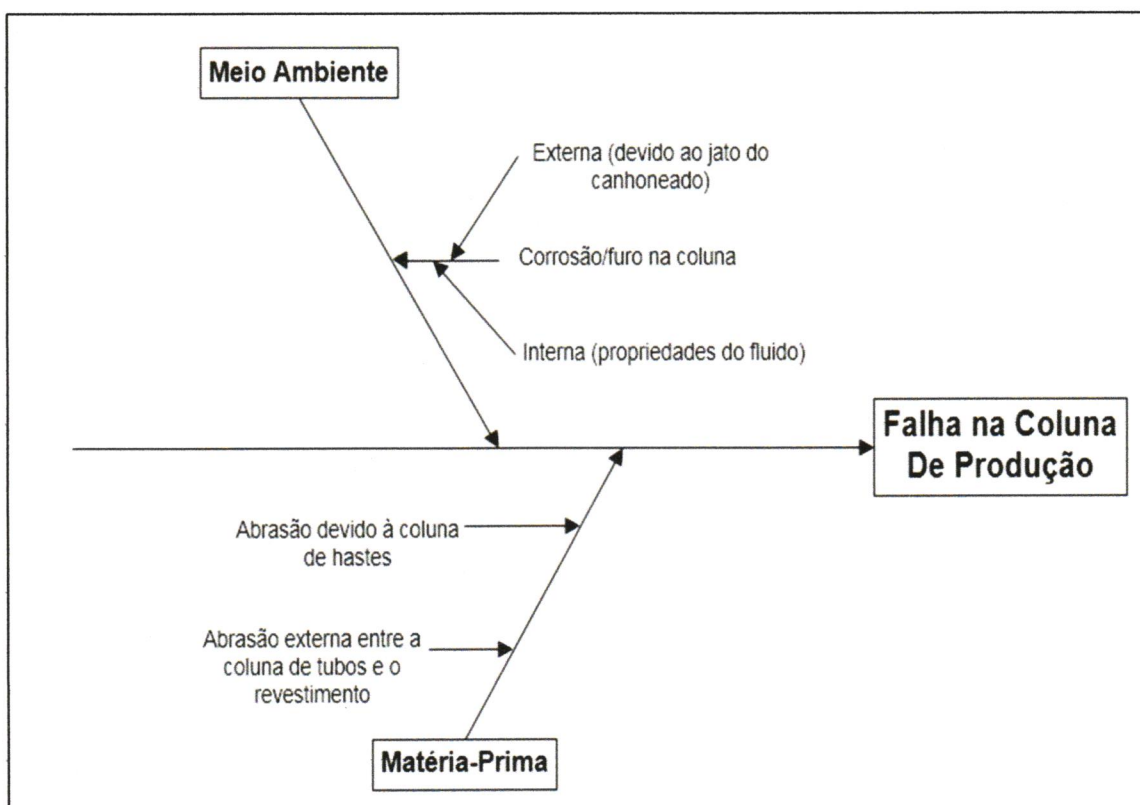 Meio Ambiente
Externa (devido ao jato do
canhoneado)
Corrosão/furo na coluna
Interna (propriedades do fluido)
Falha na Coluna
De Produção
Abrasão devido à coluna
de hastes
Abrasão externa entre a
coluna de tubos e o
revestimento
Matéria-Prima